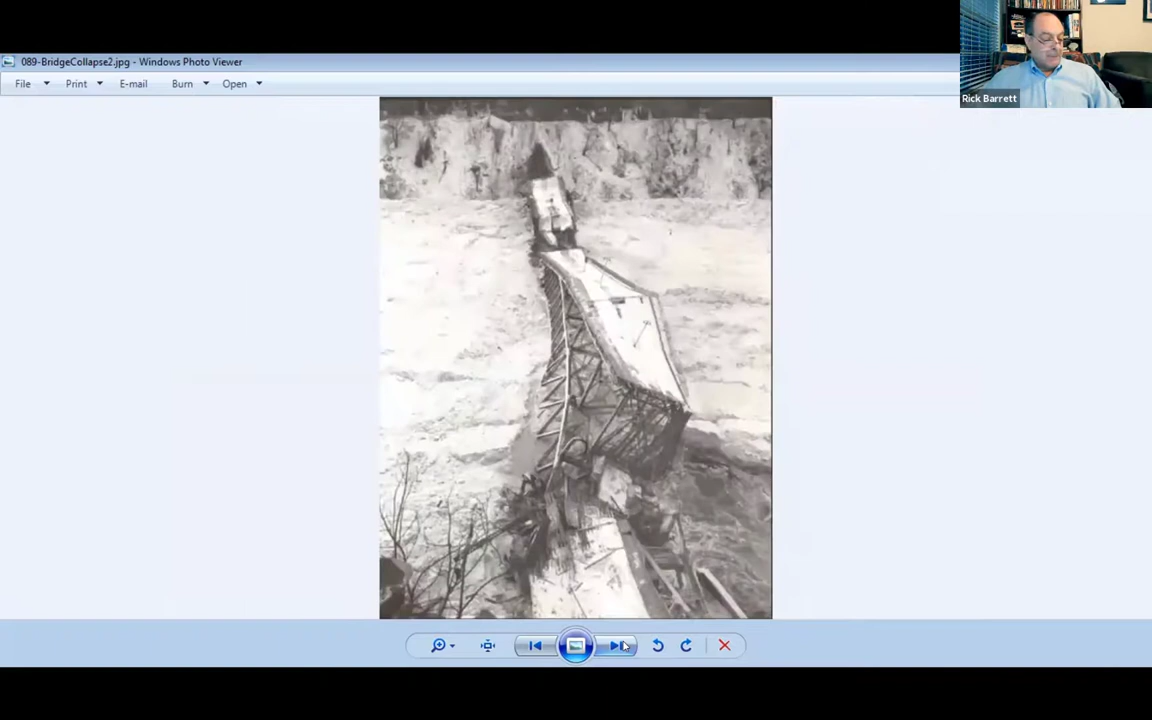 089-BridgeCollapse2.jpg - Windows Photo Viewer
File Print E-mail Burn Open
Rick Barrett